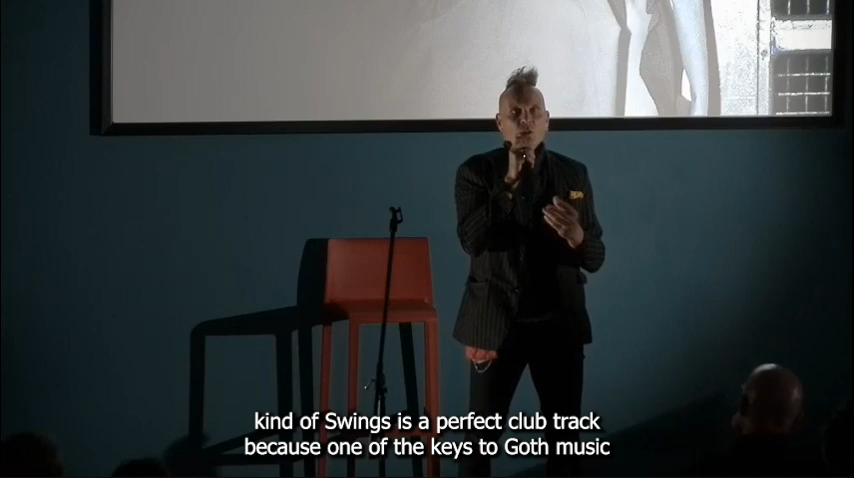 kind of Swings is a perfect club track
because one of the keys to Goth music